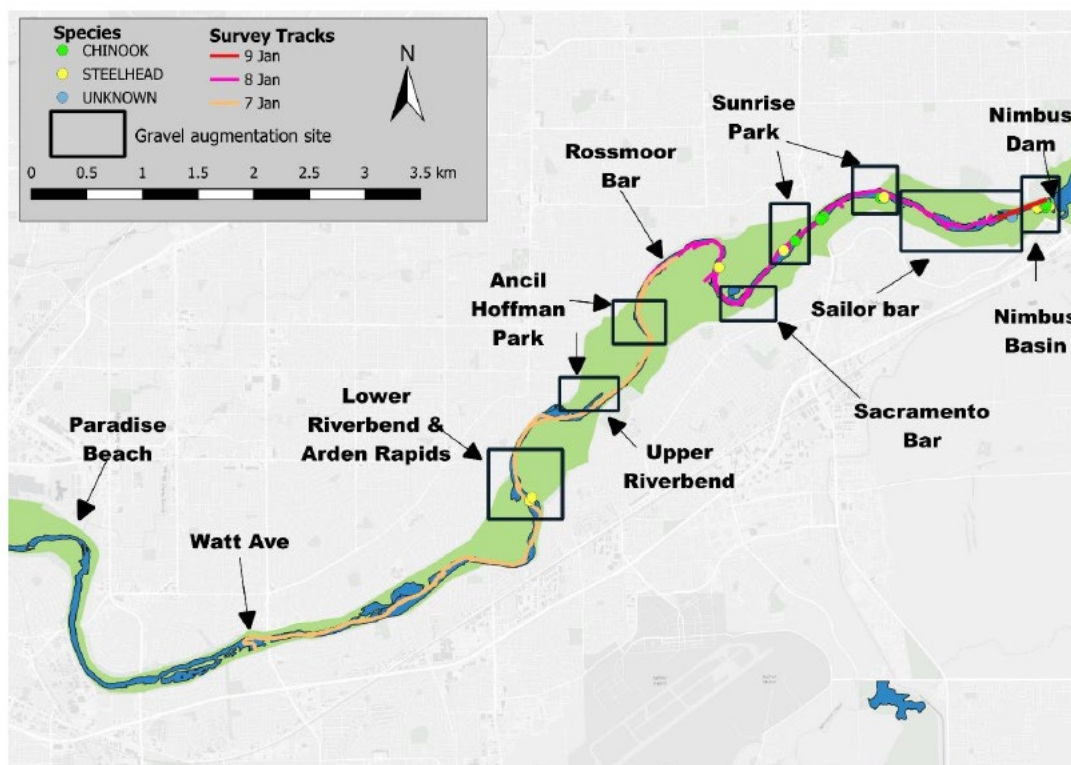 Species
CHINOOK
STEELHEAD
UNKNOWN
Survey Tracks
9 Jan
8 Jan
7 Jan
N
Gravel augmentation site
0 0.5 1 1.5 2 2.5 3 3.5 km
Sunrise
Park
Nimbus
Dam
Rossmoor
Bar
Ancil
Hoffman
Park
Sailor bar
Nimbus
Basin
Lower
Riverbend &
Arden Rapids
Sacramento
Bar
Paradise
Beach
Upper
Riverbend
Watt Ave